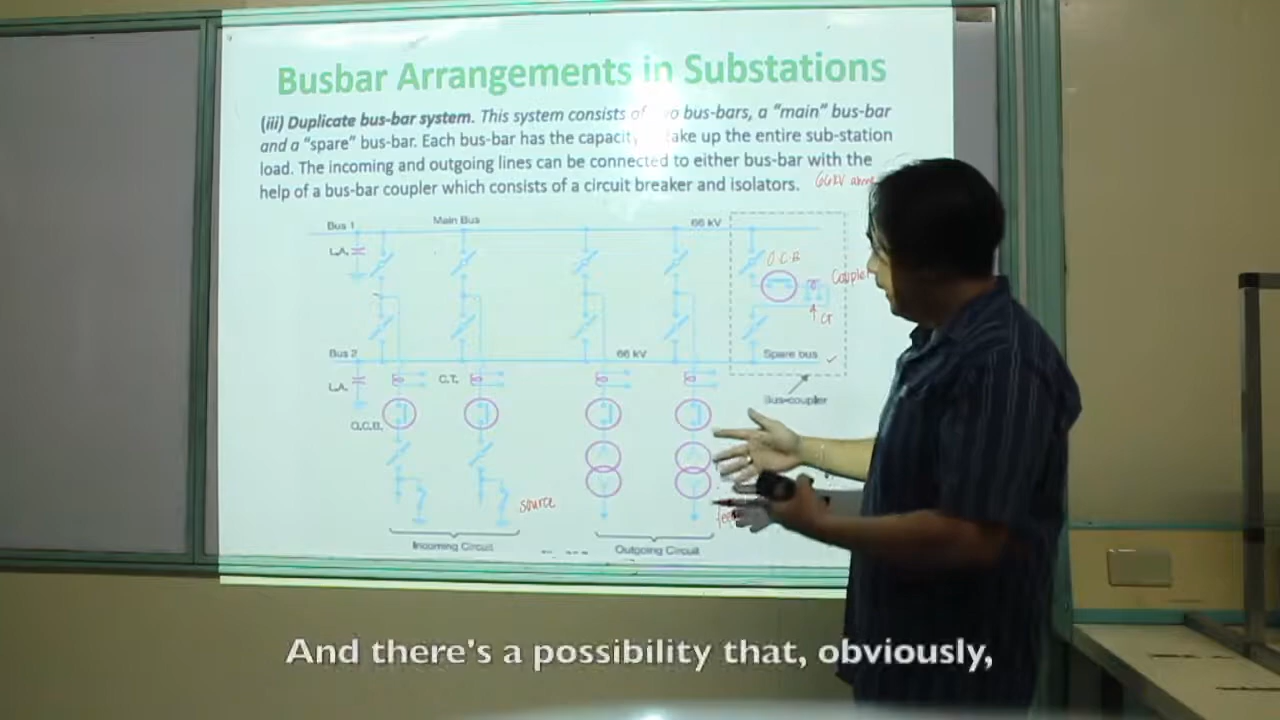 Busbar Arrangements in Substations
(iii) Duplicate bus-bar system. This system consists of bus-bars, a "main" bus-bar
and a "spare" bus-bar. Each bus-bar has the capacity take up the entire sub-station
load. The incoming and outgoing lines can be connected to either bus-bar with the
help of a bus-bar coupler which consists of a circuit breaker and isolators. 66kV
Bus 1
Main Bus
66 kV
L.A.
O.C.B
Coupler
CT
Bus 2
66 kV
Spare bus
L.A.
C.T.
Bus-coupler
O.C.B.
source
Incoming Circuit
Outgoing Circuit
And there's a possibility that, obviously,